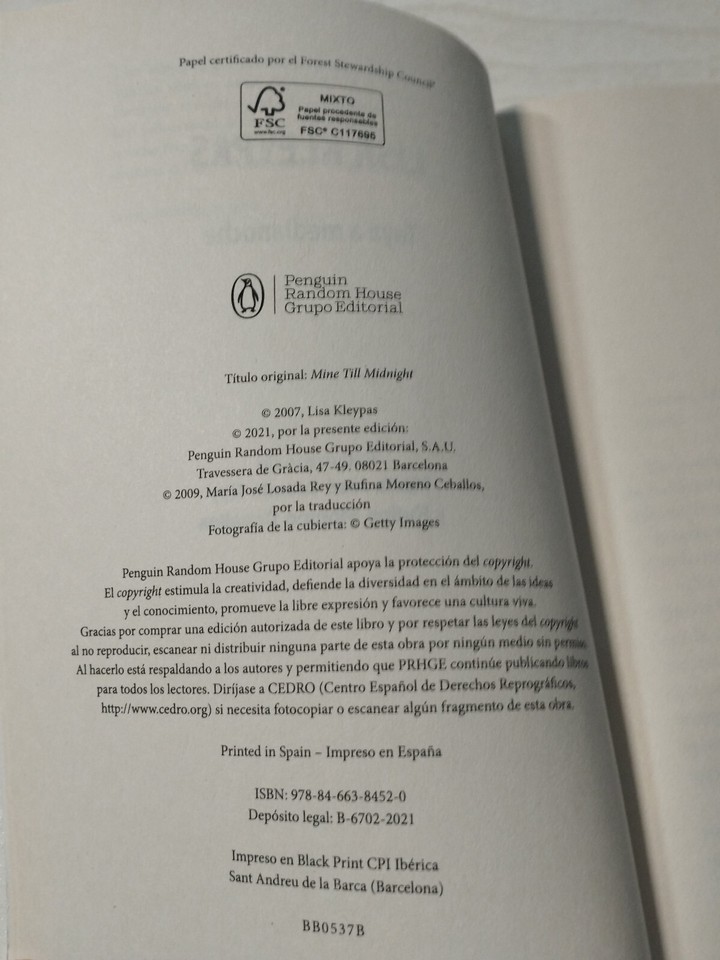 Papel certificado por el Forest Stewardship Council
FSC
www.fsc.org
MIXTO
Papel procedente de
fuentes responsables
FSC® C117695
Penguin
Random House
Grupo Editorial
Título original: Mine Till Midnight
© 2007, Lisa Kleypas
© 2021, por la presente edición:
Penguin Random House Grupo Editorial, S.A.U.
Travessera de Gràcia, 47-49. 08021 Barcelona
© 2009, María José Losada Rey y Rufina Moreno Ceballos,
por la traducción
Fotografía de la cubierta: © Getty Images
Penguin Random House Grupo Editorial apoya la protección del copyright.
El copyright estimula la creatividad, defiende la diversidad en el ámbito de las ideas
y el conocimiento, promueve la libre expresión y favorece una cultura viva.
Gracias por comprar una edición autorizada de este libro y por respetar las leyes del copyright
al no reproducir, escanear ni distribuir ninguna parte de esta obra por ningún medio sin permiso.
Al hacerlo está respaldando a los autores y permitiendo que PRHGE continúe publicando libros
para todos los lectores. Diríjase a CEDRO (Centro Español de Derechos Reprográficos,
http://www.cedro.org) si necesita fotocopiar o escanear algún fragmento de esta obra.
Printed in Spain – Impreso en España
ISBN: 978-84-663-8452-0
Depósito legal: B-6702-2021
Impreso en Black Print CPI Ibérica
Sant Andreu de la Barca (Barcelona)
BB0537B